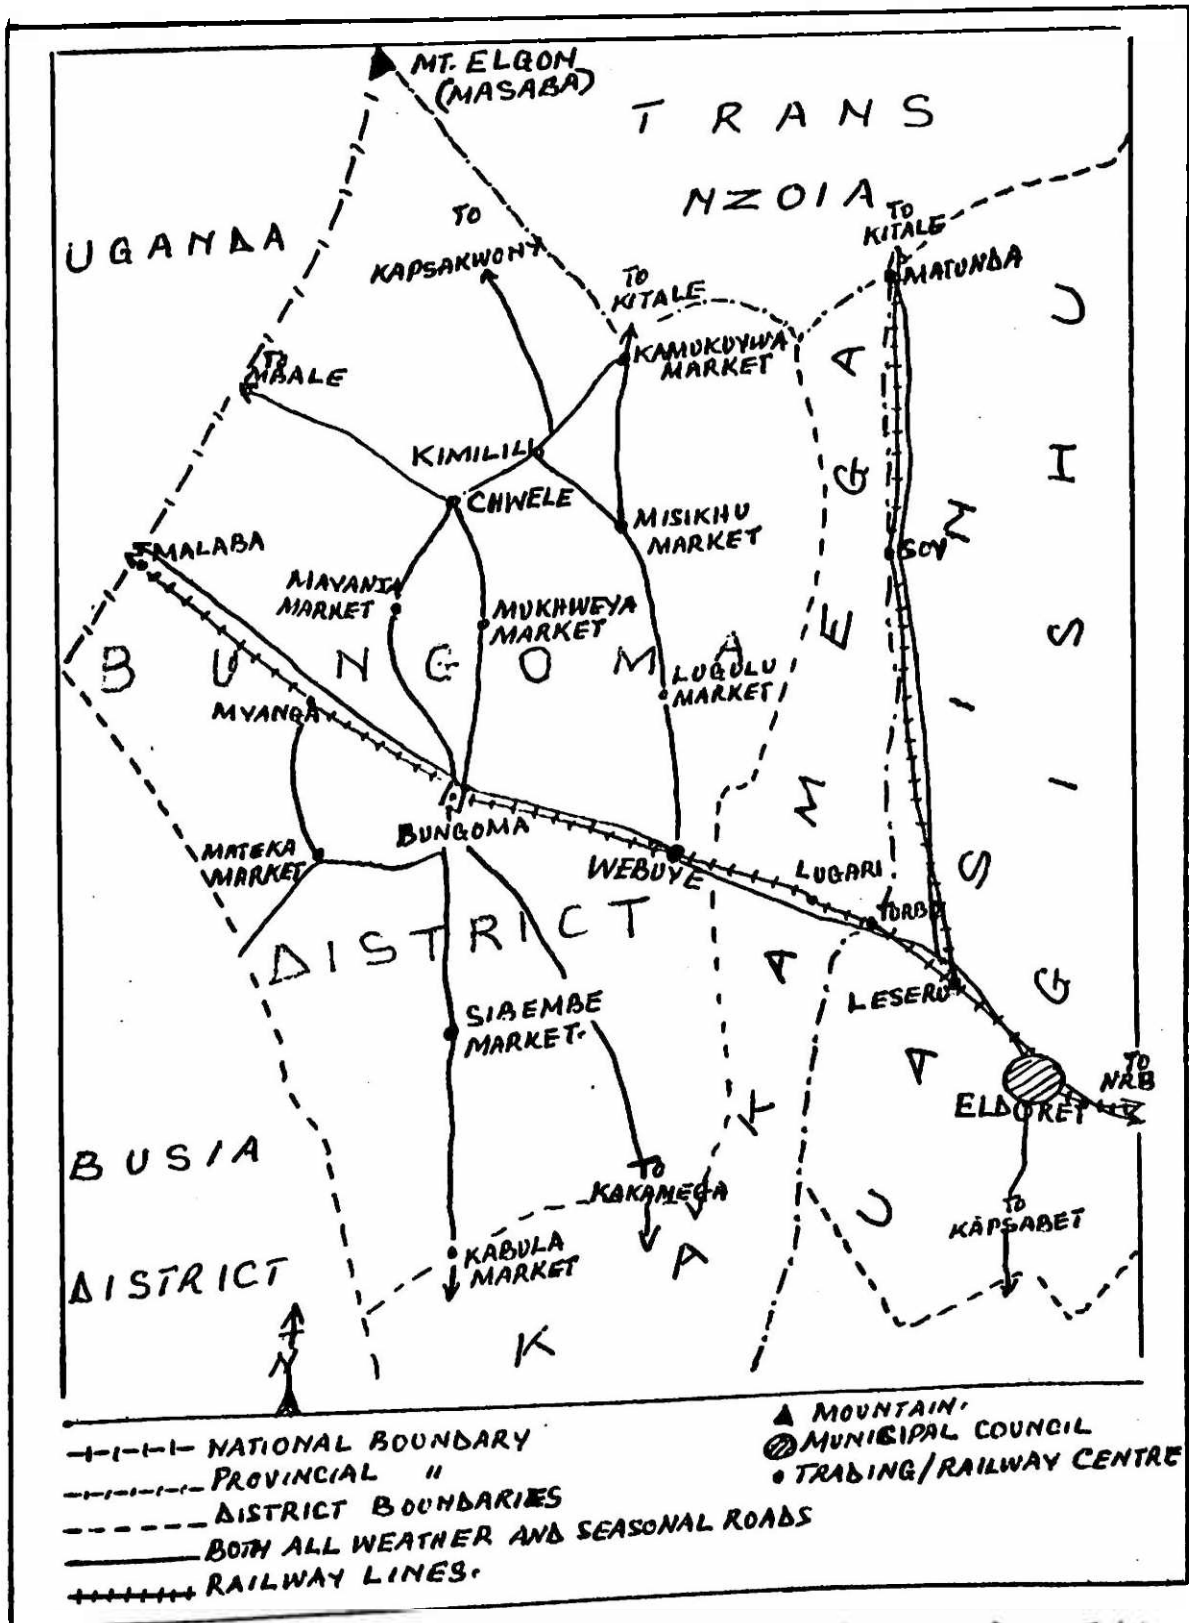 MT. ELGON
(MASABA)
TRANS
NZOIA
UGANDA
TO
KAPSAKWONY
TO
KITALE
TO
KITALE
MATUNDA
KAMUKUYWA
MARKET
TO
MBALE
KIMILILI
CHWELE
MISIKHU
MARKET
SOY
MALABA
MAYANJA
MARKET
MUKHWEYA
MARKET
LUGULU
MARKET
BUNGOMA
DISTRICT
MYANGA
BUNGOMA
MATEKA
MARKET
WEBUYE
LUGARI
TURBO
LESERU
SIBEMBE
MARKET.
ELDORET
TO
NRB
TO
KAKAMEGA
TO
KAPSABET
KABULA
MARKET
BUSIA
DISTRICT
KAKAMEGA
UASIN
GISHU
N
NATIONAL BOUNDARY
PROVINCIAL "
DISTRICT BOUNDARIES
BOTH ALL WEATHER AND SEASONAL ROADS
RAILWAY LINES.
MOUNTAIN.
MUNICIPAL COUNCIL
TRADING/RAILWAY CENTRE